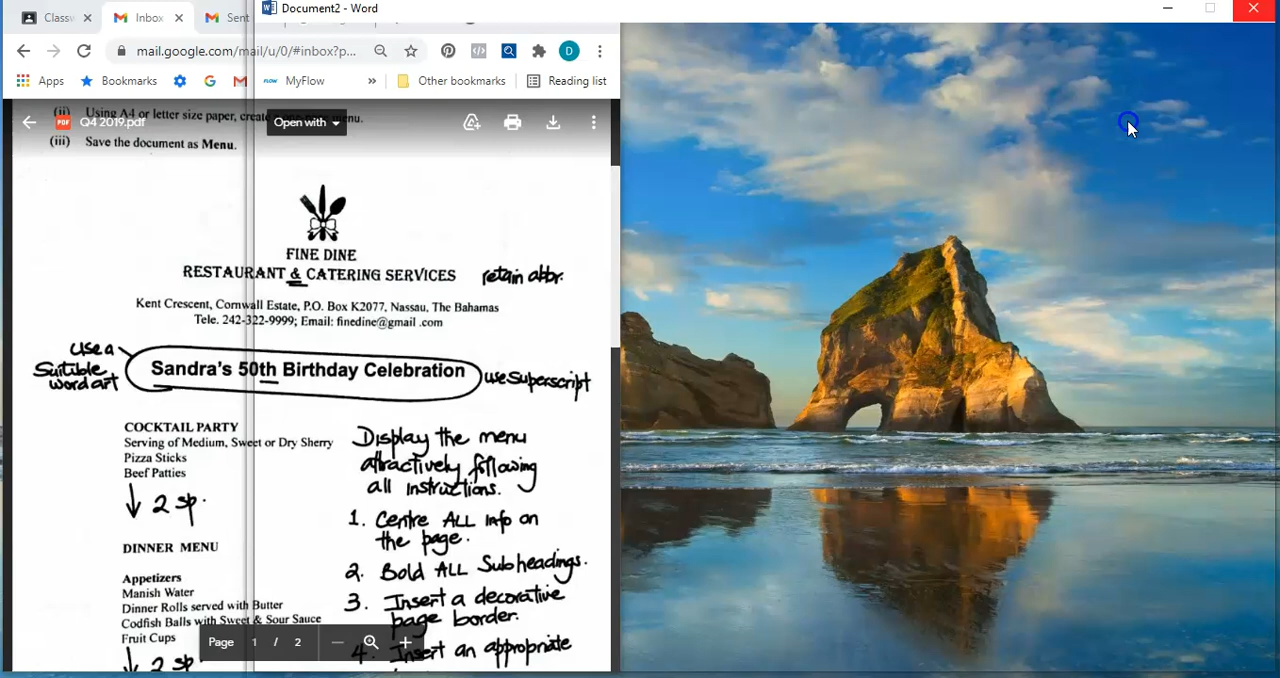 Classw
Inbox
Sent
Document2 - Word
mail.google.com/mail/u/0/#inbox?p...
D
Apps
Bookmarks
FLOW MyFlow
»
Other bookmarks
Reading list
(ii) Using A4 or letter size paper, create menu.
PDF Q4 2019.pdf
Open with
(iii) Save the document as Menu.
FINE DINE
RESTAURANT & CATERING SERVICES
retain abbr.
Kent Crescent, Cornwall Estate, P.O. Box K2077, Nassau, The Bahamas
Tele. 242-322-9999; Email: finedine@gmail .com
use a
Suitible
word art
Sandra's 50th Birthday Celebration
use Superscript
COCKTAIL PARTY
Serving of Medium, Sweet or Dry Sherry
Pizza Sticks
Beef Patties
2 sp.
DINNER MENU
Appetizers
Manish Water
Dinner Rolls served with Butter
Codfish Balls with Sweet & Sour Sauce
Fruit Cups
2 sp.
Display the menu
attractively following
all instructions.
1. Centre ALL info on
the page.
2. Bold ALL Subheadings.
3. Insert a decorative
page border.
4. Insert an appropriate
Page 1 / 2